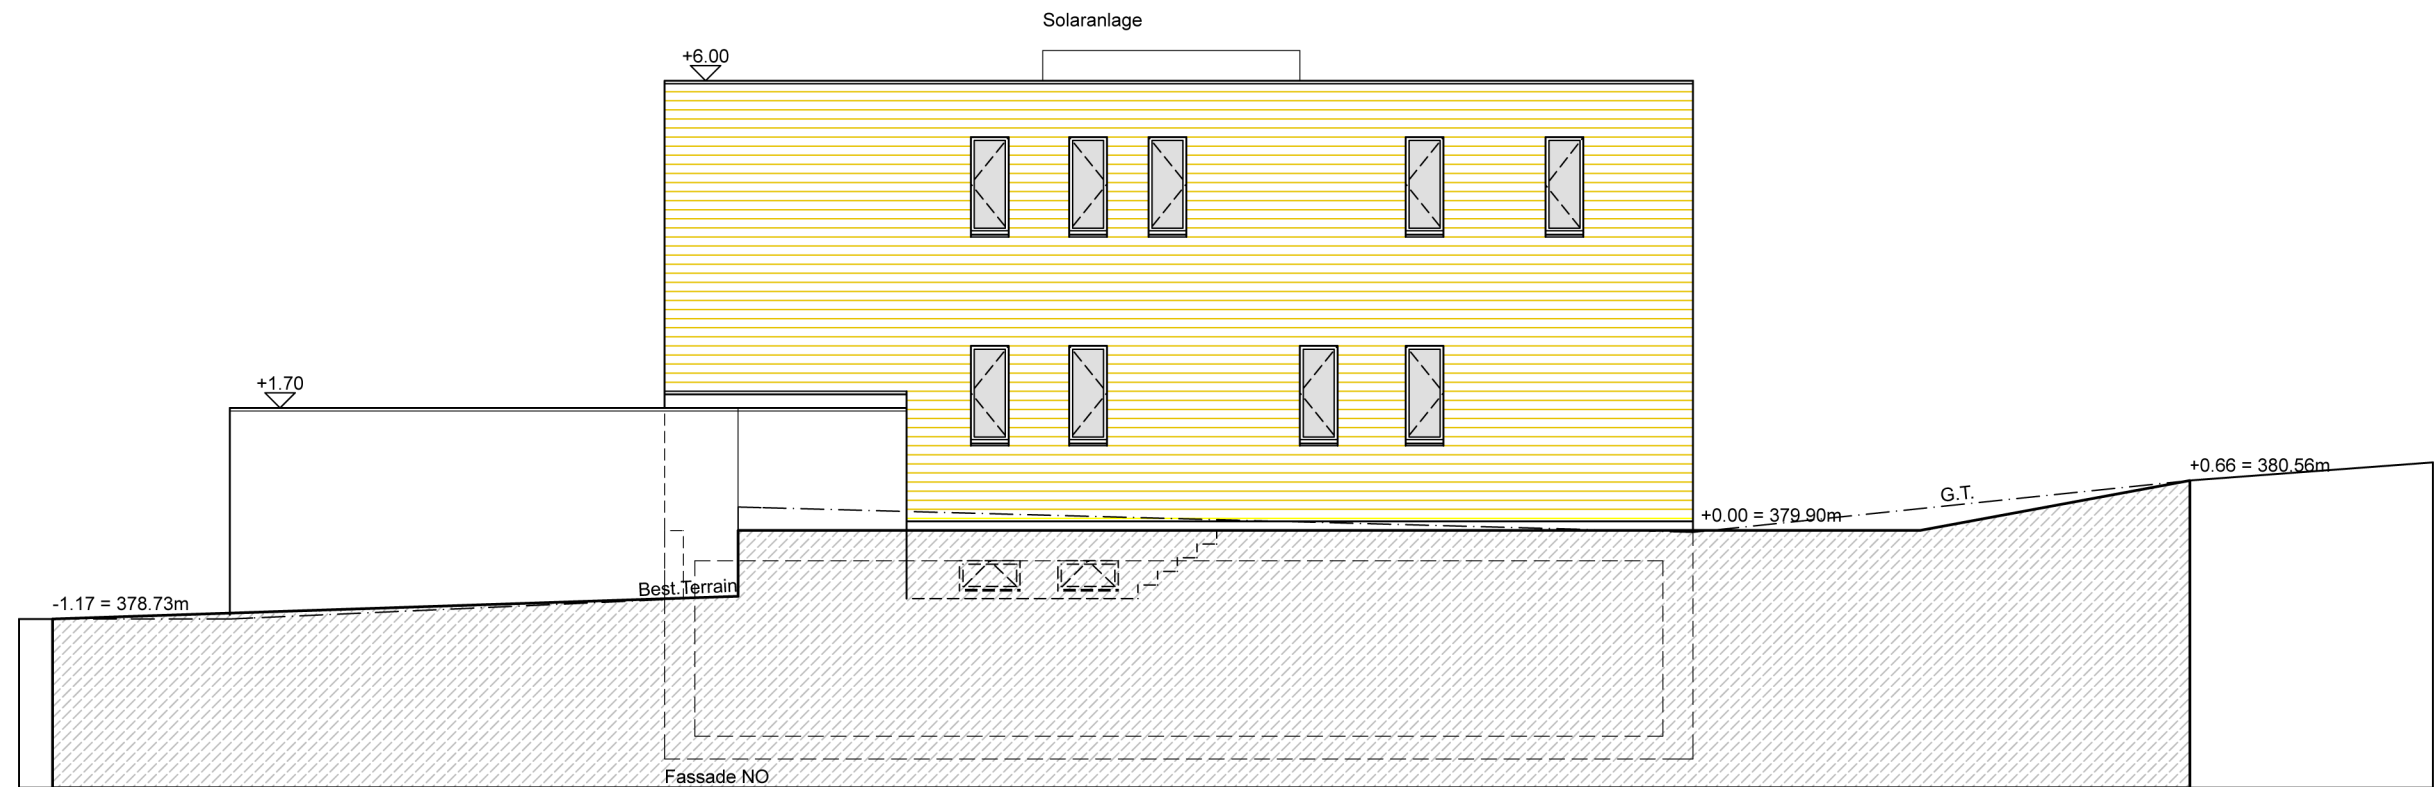 Solaranlage
+6.00
+1.70
+0.66 = 380.56m
G.T.
+0.00 = 379.90m
Best.Terrain
-1.17 = 378.73m
Fassade NO